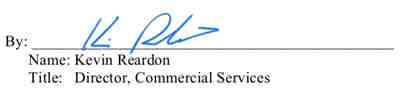 By:
Name: Kevin Reardon
Title: Director, Commercial Services